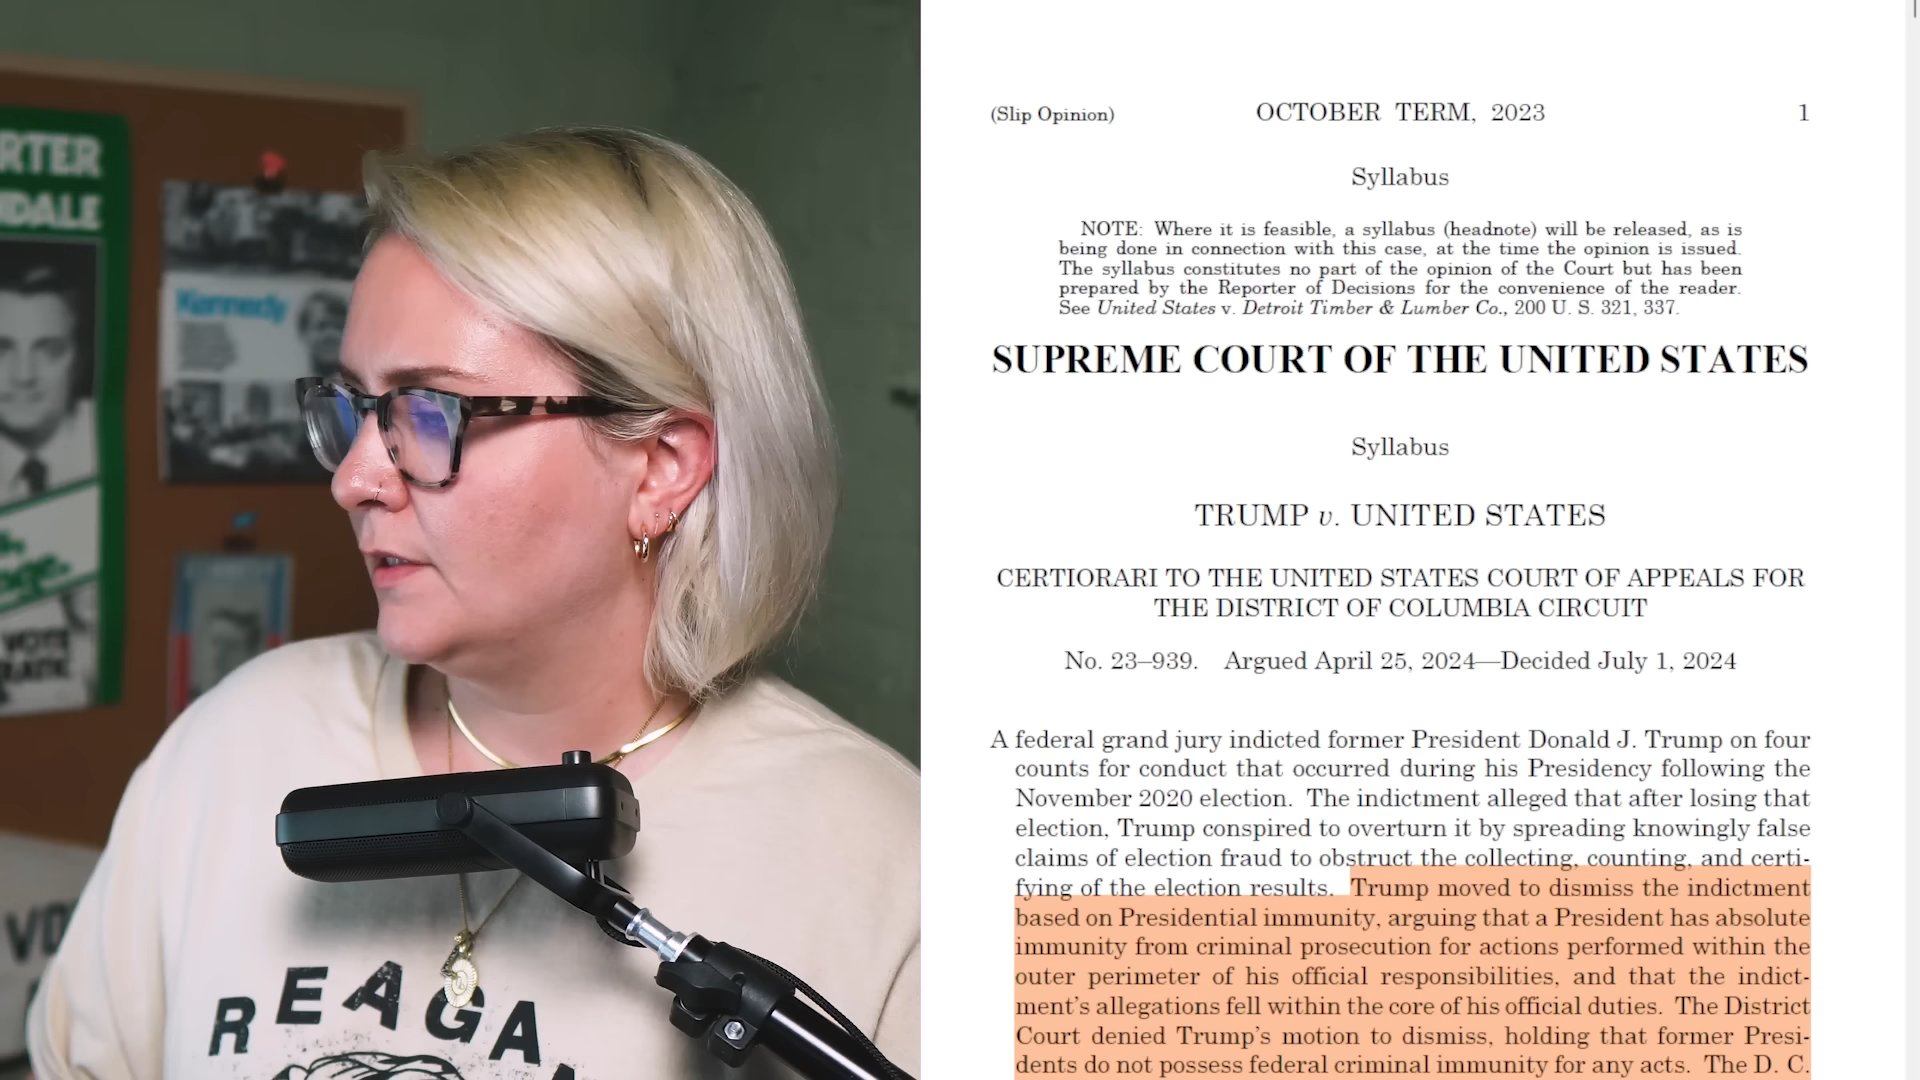 RTER
DALE
Kennedy
VOTE
REAGA
(Slip Opinion) OCTOBER TERM, 2023 1
Syllabus
NOTE: Where it is feasible, a syllabus (headnote) will be released, as is
being done in connection with this case, at the time the opinion is issued.
The syllabus constitutes no part of the opinion of the Court but has been
prepared by the Reporter of Decisions for the convenience of the reader.
See United States v. Detroit Timber & Lumber Co., 200 U. S. 321, 337.
SUPREME COURT OF THE UNITED STATES
Syllabus
TRUMP v. UNITED STATES
CERTIORARI TO THE UNITED STATES COURT OF APPEALS FOR
THE DISTRICT OF COLUMBIA CIRCUIT
No. 23–939. Argued April 25, 2024—Decided July 1, 2024
A federal grand jury indicted former President Donald J. Trump on four
counts for conduct that occurred during his Presidency following the
November 2020 election. The indictment alleged that after losing that
election, Trump conspired to overturn it by spreading knowingly false
claims of election fraud to obstruct the collecting, counting, and certi-
fying of the election results. Trump moved to dismiss the indictment
based on Presidential immunity, arguing that a President has absolute
immunity from criminal prosecution for actions performed within the
outer perimeter of his official responsibilities, and that the indict-
ment's allegations fell within the core of his official duties. The District
Court denied Trump's motion to dismiss, holding that former Presi-
dents do not possess federal criminal immunity for any acts. The D. C.